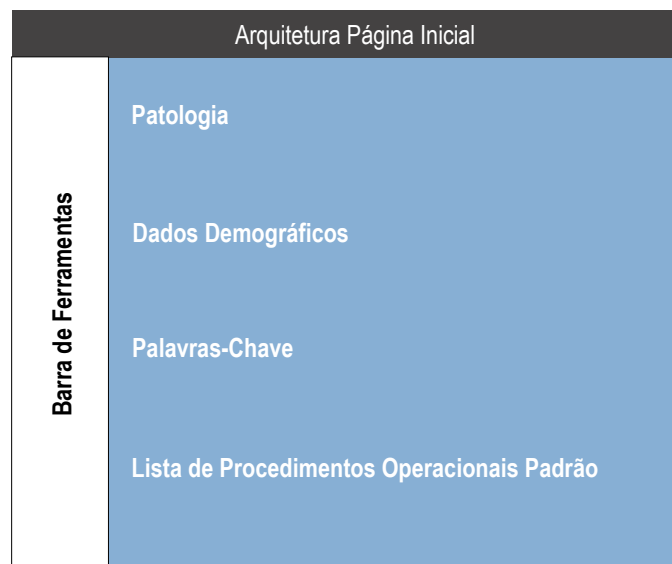 Arquitetura Página Inicial
Barra de Ferramentas
Patologia
Dados Demográficos
Palavras-Chave
Lista de Procedimentos Operacionais Padrão